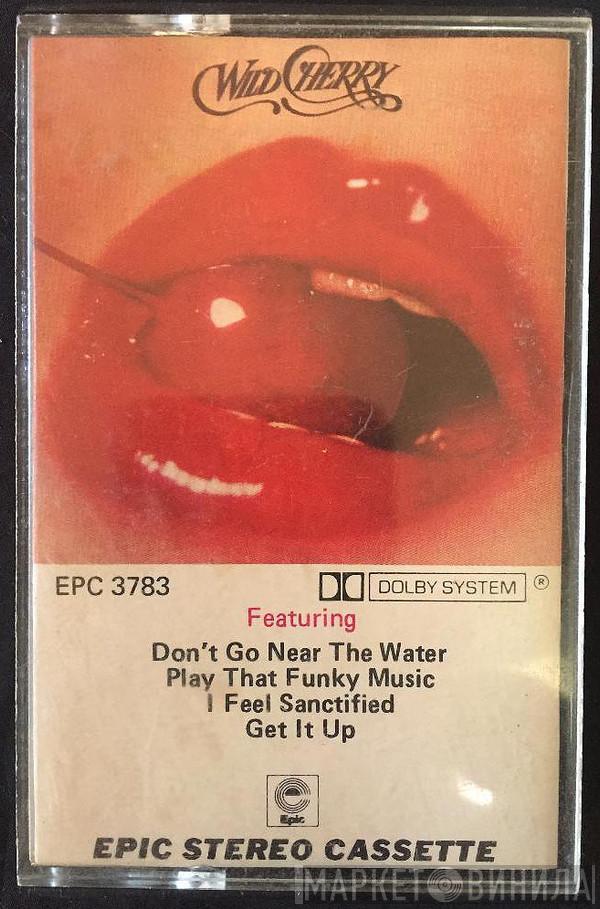 WILD CHERRY
EPC 3783
DOLBY SYSTEM ®
Featuring
Don't Go Near The Water
Play That Funky Music
I Feel Sanctified
Get It Up
Epic
EPIC STEREO CASSETTE
МАРКЕТ ВИНИЛА